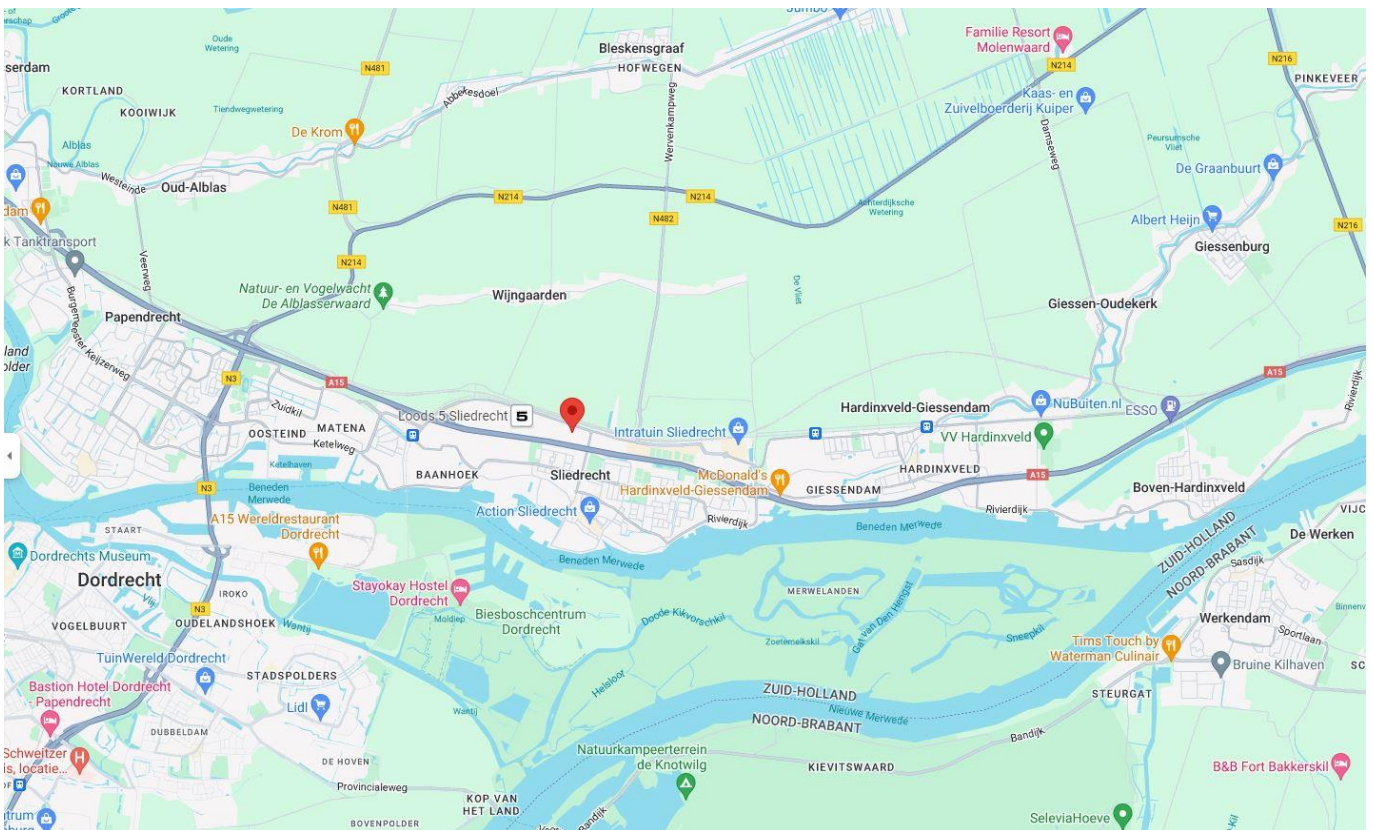 Oude
Wetering
Bleskensgraaf
HOFWEGEN
Familie Resort
Molenwaard
N214
N216
PINKEVEER
N481
KORTLAND
KOOIWIJK
Tiendwegwetering
Abbekesdoel
Wervenkampweg
Kaas- en
Zuivelboerderij Kuiper
Damseweg
Peursumsche
Vliet
De Krom
Alblas
Nauwe Alblas
Westeinde
Oud-Alblas
De Graanbuurt
N481
N214
N214
N482
Achterdijksche
Wetering
Albert Heijn
N216
Giessenburg
k Tanktransport
Veerweg
N214
Natuur- en Vogelwacht
De Alblasserwaard
Wijngaarden
De Vliet
Giessen-Oudekerk
Burgemeester Keijzerweg
Papendrecht
N3
A15
A15
Rivierdijk
Zuidkil
Loods 5 Sliedrecht
5
Hardinxveld-Giessendam
NuBuiten.nl
ESSO
OOSTEIND
MATENA
Ketelweg
Intratuin Sliedrecht
VV Hardinxveld
Ketelhaven
BAANHOEK
Sliedrecht
McDonald's
Hardinxveld-Giessendam
GIESSENDAM
HARDINXVELD
A15
Boven-Hardinxveld
N3
Beneden
Merwede
Action Sliedrecht
Rivierdijk
Rivierdijk
STAART
A15 Wereldrestaurant
Dordrecht
Beneden Merwede
Beneden Merwede
ZUID-HOLLAND
NOORD-BRABANT
De Werken
Dordrechts Museum
Dordrecht
Sasdijk
Vlij
IROKO
N3
Stayokay Hostel
Dordrecht
Moldiep
Biesboschcentrum
Dordrecht
MERWELANDEN
Doode Kikvorschkil
Gat van Den Hengst
Zoetemelkskil
Sneepkil
Werkendam
Sportlaan
VOGELBUURT
OUDELANDSHOEK
Wantij
Tims Touch by
Waterman Culinair
Bruine Kilhaven
TuinWereld Dordrecht
STADSPOLDERS
Helsloor
ZUID-HOLLAND
NOORD-BRABANT
Nieuwe Merwede
STEURGAT
Bastion Hotel Dordrecht
Papendrecht
Lidl
Wantij
DUBBELDAM
Bandijk
Schweitzer
is, locatie...
DE HOVEN
Natuurkampeerterrein
de Knotwilg
KIEVITSWAARD
B&B Fort Bakkerskil
Provincialeweg
KOP VAN
HET LAND
BOVENPOLDER
Bandijk
SeleviaHoeve